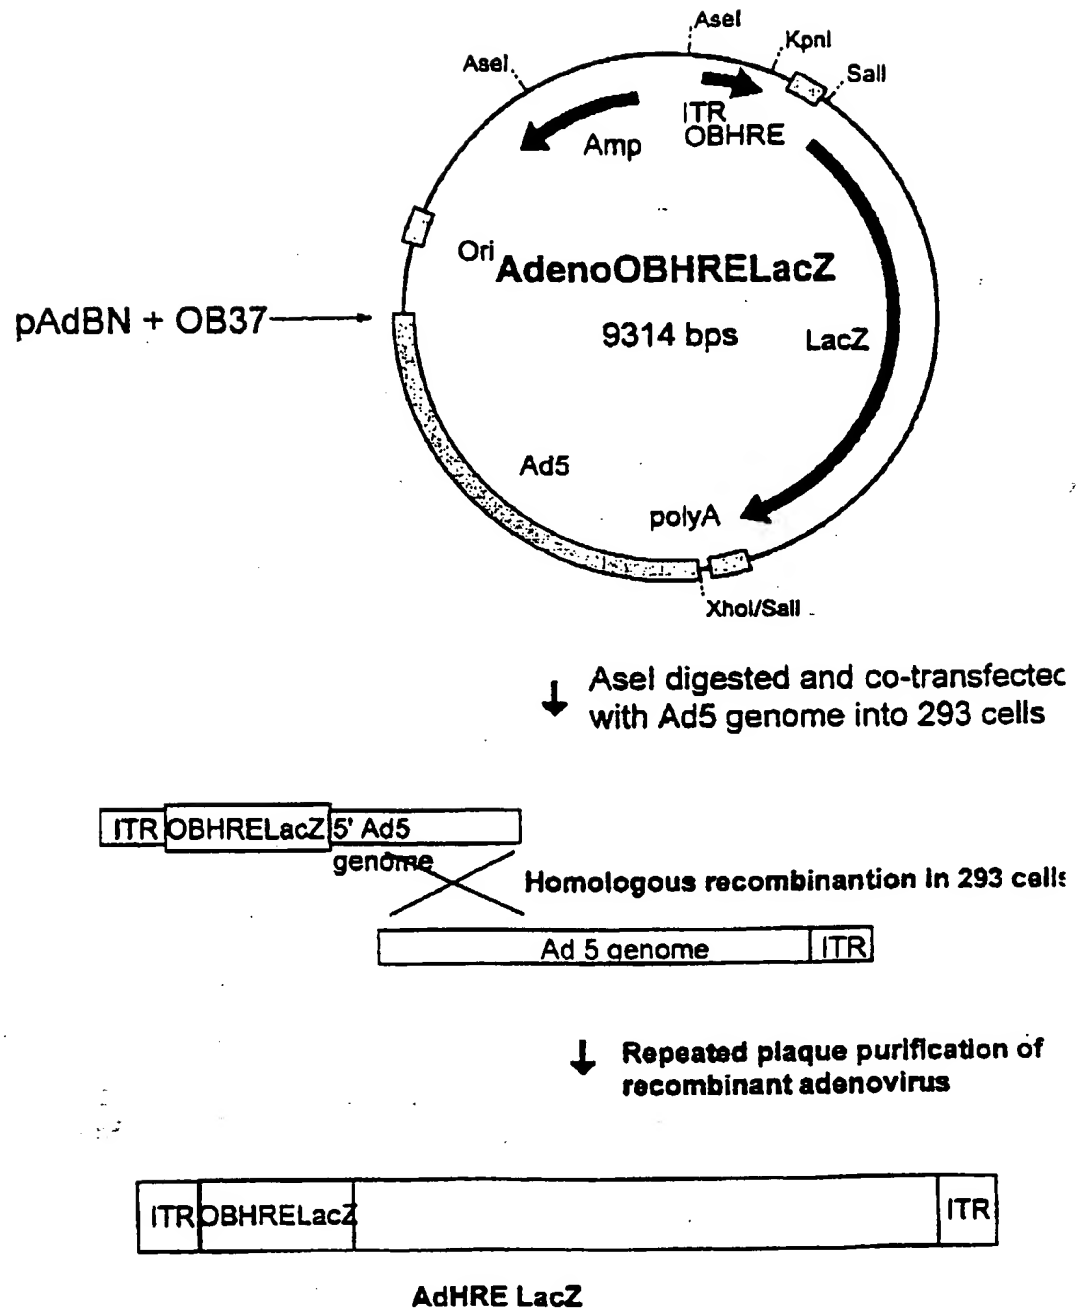 AseI
KpnI
AseI
SalI
ITR
OBHRE
Amp
Ori
AdenoOBHRELacZ
pAdBN + OB37
9314 bps
LacZ
Ad5
polyA
XhoI/SalI
AseI digested and co-transfected
with Ad5 genome into 293 cells
ITR OBHRELacZ 5' Ad5
genome
Homologous recombinantion in 293 cells
Ad 5 genome ITR
Repeated plaque purification of
recombinant adenovirus
ITR OBHRELacZ ITR
AdHRE LacZ